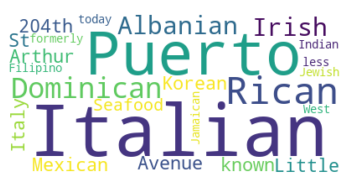 today
204th Albanian Irish
St formerly Puerto Indian
Arthur less
Filipino Jewish
Dominican Korean Rican
Italy Seafood Jamaican
Italian West
Mexican Avenue known Little